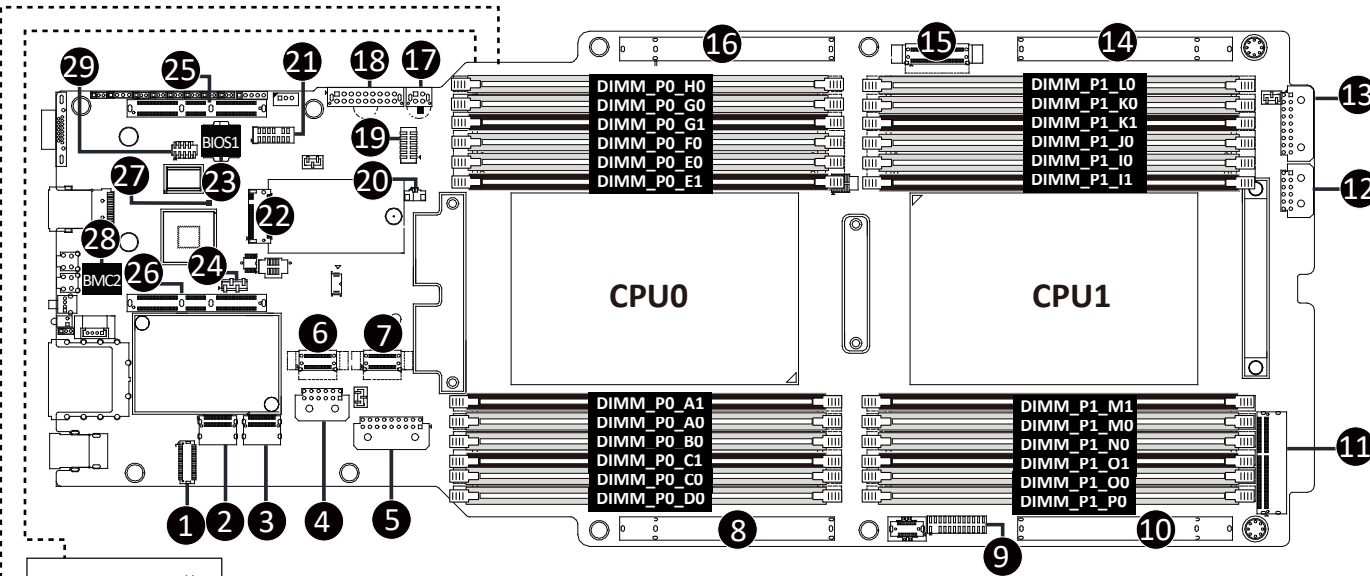 16
15
14
29
25
21
18
17
13
DIMM_P0_H0
DIMM_P0_G0
DIMM_P0_G1
DIMM_P0_F0
DIMM_P0_E0
DIMM_P0_E1
DIMM_P1_L0
DIMM_P1_K0
DIMM_P1_K1
DIMM_P1_J0
DIMM_P1_I0
DIMM_P1_I1
BIOS1
19
27
23
20
12
22
28
BMC2
26
24
CPU0
CPU1
6
7
DIMM_P0_A1
DIMM_P0_A0
DIMM_P0_B0
DIMM_P0_C1
DIMM_P0_C0
DIMM_P0_D0
DIMM_P1_M1
DIMM_P1_M0
DIMM_P1_N0
DIMM_P1_O1
DIMM_P1_O0
DIMM_P1_P0
11
1
2
3
4
5
8
9
10